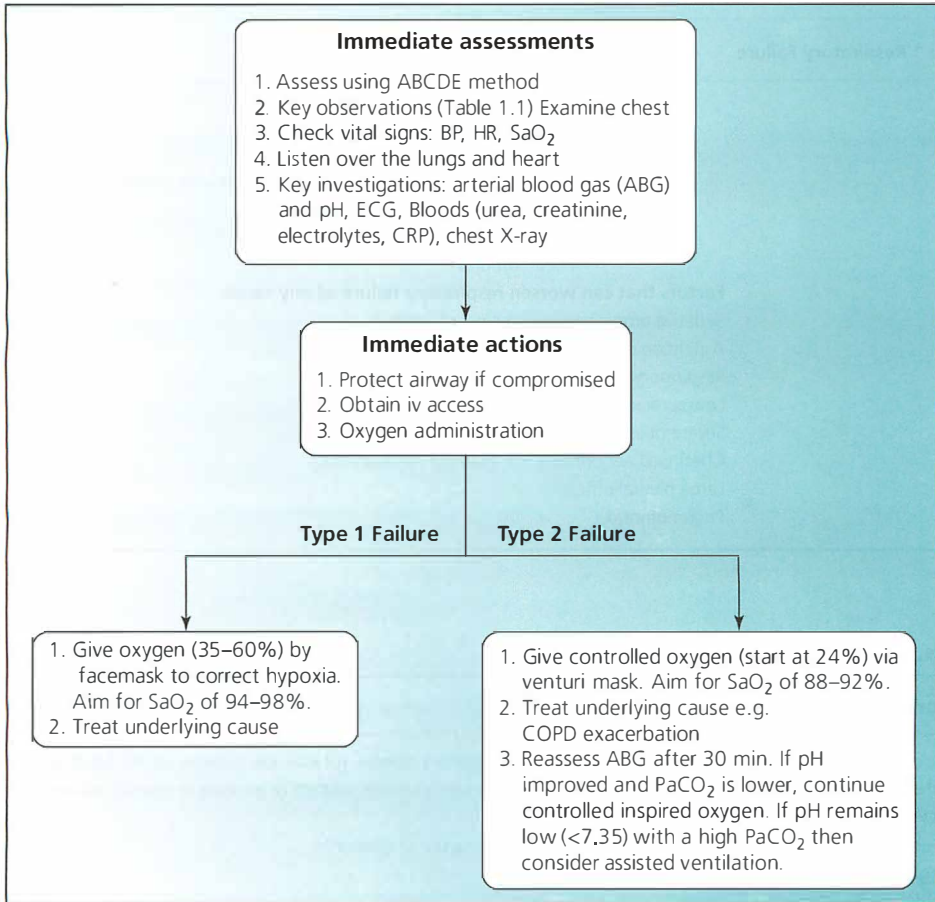 Respiratory Failure
Immediate assessments
1. Assess using ABCDE method
2. Key observations (Table 1.1) Examine chest
3. Check vital signs: BP, HR, SaO2
4. Listen over the lungs and heart
5. Key investigations: arterial blood gas (ABG)
and pH, ECG, Bloods (urea, creatinine,
electrolytes, CRP), chest X-ray
Immediate actions
1. Protect airway if compromised
2. Obtain iv access
3. Oxygen administration
Type 1 Failure
Type 2 Failure
1. Give oxygen (35–60%) by
facemask to correct hypoxia.
Aim for SaO2 of 94–98%.
2. Treat underlying cause
1. Give controlled oxygen (start at 24%) via
venturi mask. Aim for SaO2 of 88–92%.
2. Treat underlying cause e.g.
COPD exacerbation
3. Reassess ABG after 30 min. If pH
improved and PaCO2 is lower, continue
controlled inspired oxygen. If pH remains
low (<7.35) with a high PaCO2 then
consider assisted ventilation.